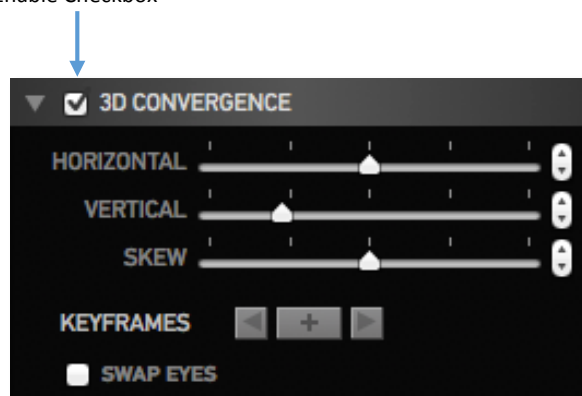 Enable Checkbox
3D CONVERGENCE
HORIZONTAL
VERTICAL
SKEW
KEYFRAMES
SWAP EYES